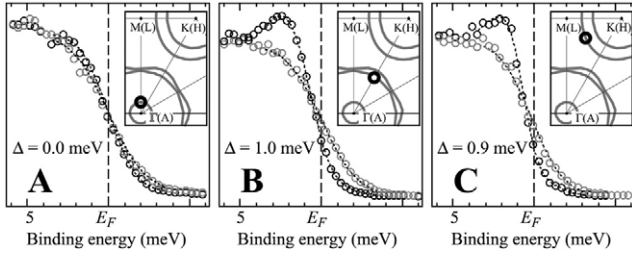 M(L) K(H)
Γ(A)
Δ = 0.0 meV
A
5 E_F
Binding energy (meV)
M(L) K(H)
Γ(A)
Δ = 1.0 meV
B
5 E_F
Binding energy (meV)
M(L) K(H)
Γ(A)
Δ = 0.9 meV
C
5 E_F
Binding energy (meV)